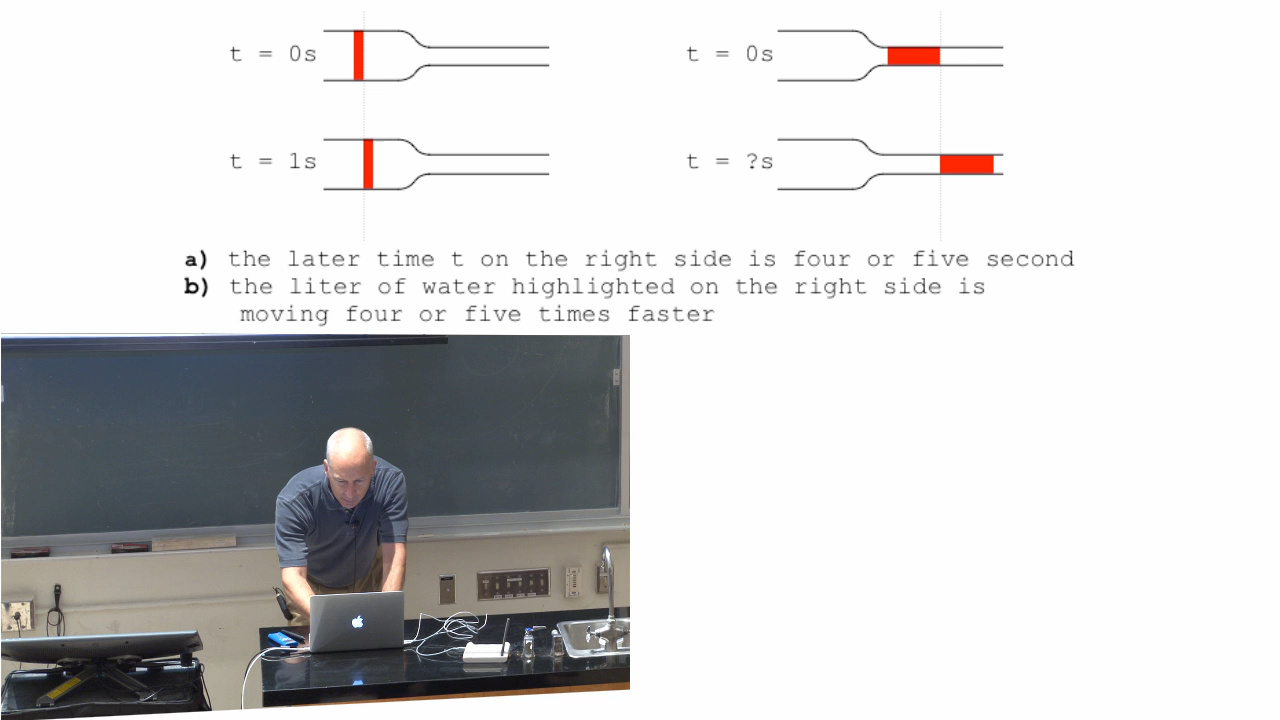 t = 0s
t = 0s
t = 1s
t = ?s
a) the later time t on the right side is four or five second
b) the liter of water highlighted on the right side is
moving four or five times faster